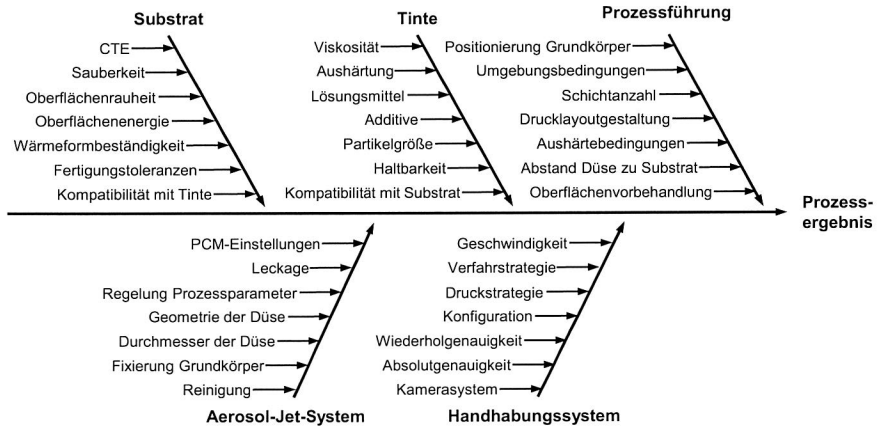 Substrat
CTE
Sauberkeit
Oberflächenrauheit
Oberflächenenergie
Wärmeformbeständigkeit
Fertigungstoleranzen
Kompatibilität mit Tinte
Tinte
Viskosität
Aushärtung
Lösungsmittel
Additive
Partikelgröße
Haltbarkeit
Kompatibilität mit Substrat
Prozessführung
Positionierung Grundkörper
Umgebungsbedingungen
Schichtanzahl
Drucklayoutgestaltung
Aushärtebedingungen
Abstand Düse zu Substrat
Oberflächenvorbehandlung
Prozess-
ergebnis
PCM-Einstellungen
Leckage
Regelung Prozessparameter
Geometrie der Düse
Durchmesser der Düse
Fixierung Grundkörper
Reinigung
Aerosol-Jet-System
Geschwindigkeit
Verfahrstrategie
Druckstrategie
Konfiguration
Wiederholgenauigkeit
Absolutgenauigkeit
Kamerasystem
Handhabungssystem